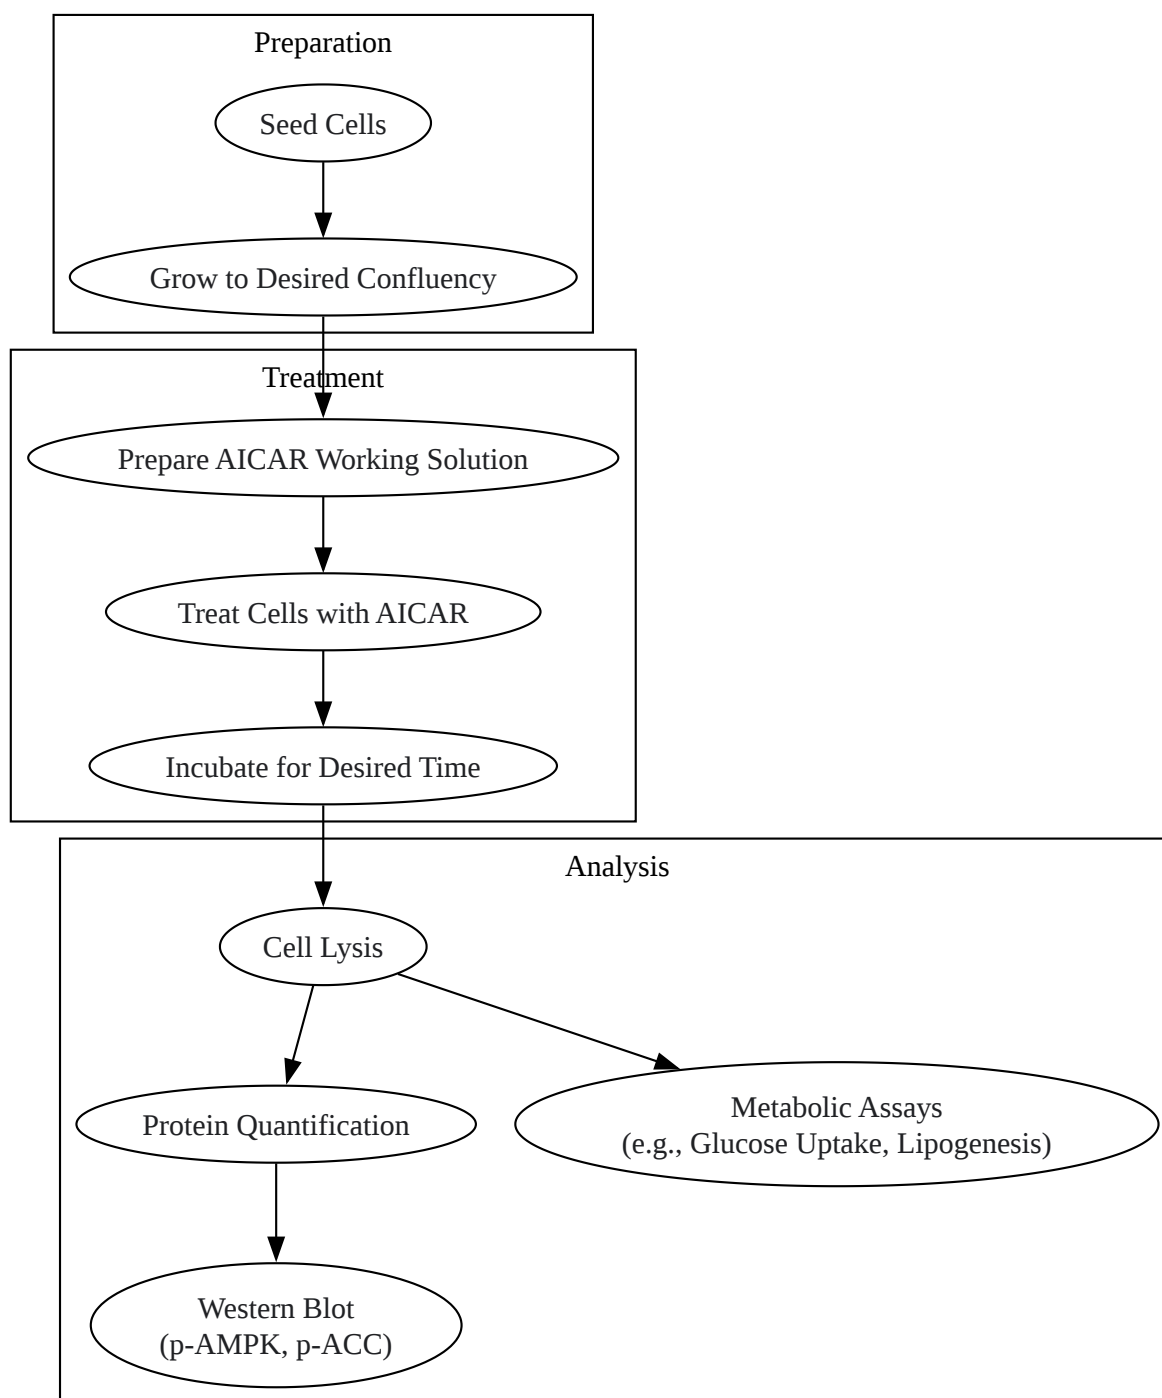 Preparation
Seed Cells
Grow to Desired Confluency
Treatment
Prepare AICAR Working Solution
Treat Cells with AICAR
Incubate for Desired Time
Analysis
Cell Lysis
Protein Quantification
Metabolic Assays
(e.g., Glucose Uptake, Lipogenesis)
Western Blot
(p-AMPK, p-ACC)